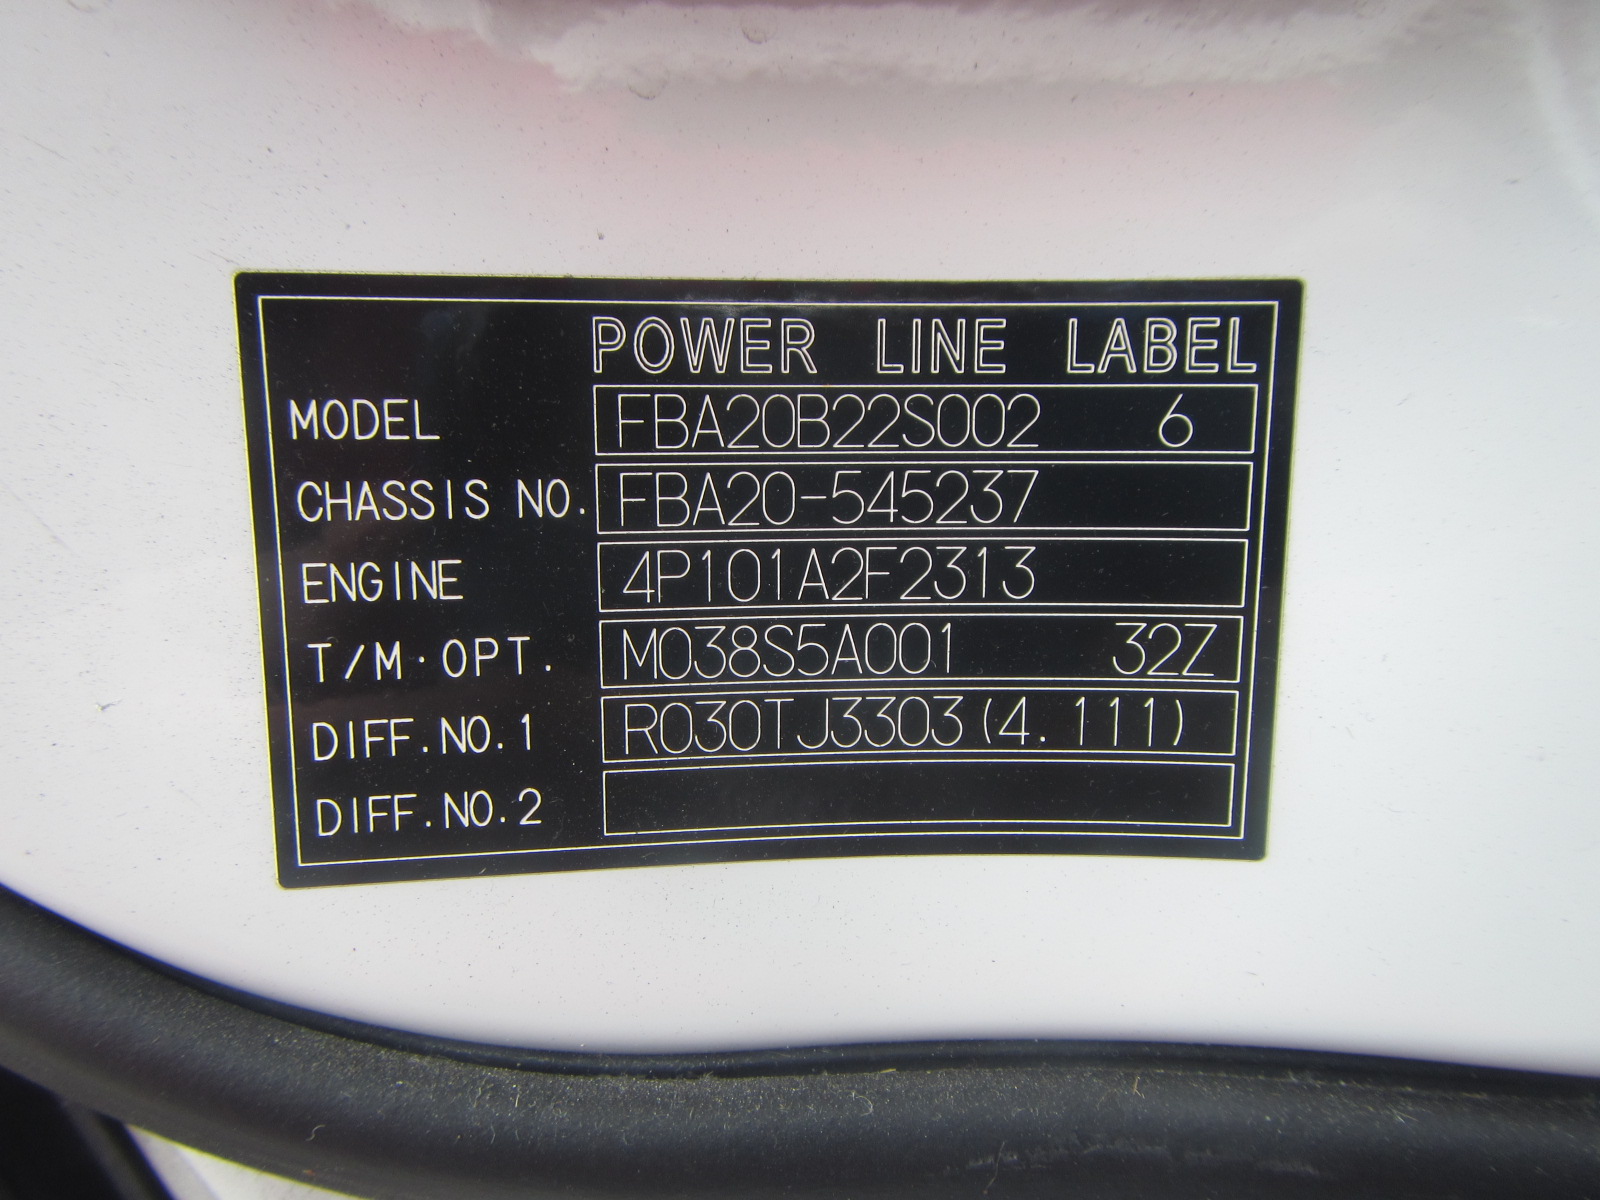 POWER LINE LABEL
MODEL FBA20B22S002 6
CHASSIS NO. FBA20-545237
ENGINE 4P101A2F2313
T/M·OPT. M038S5A001 32Z
DIFF.NO.1 R030TJ3303(4.111)
DIFF.NO.2